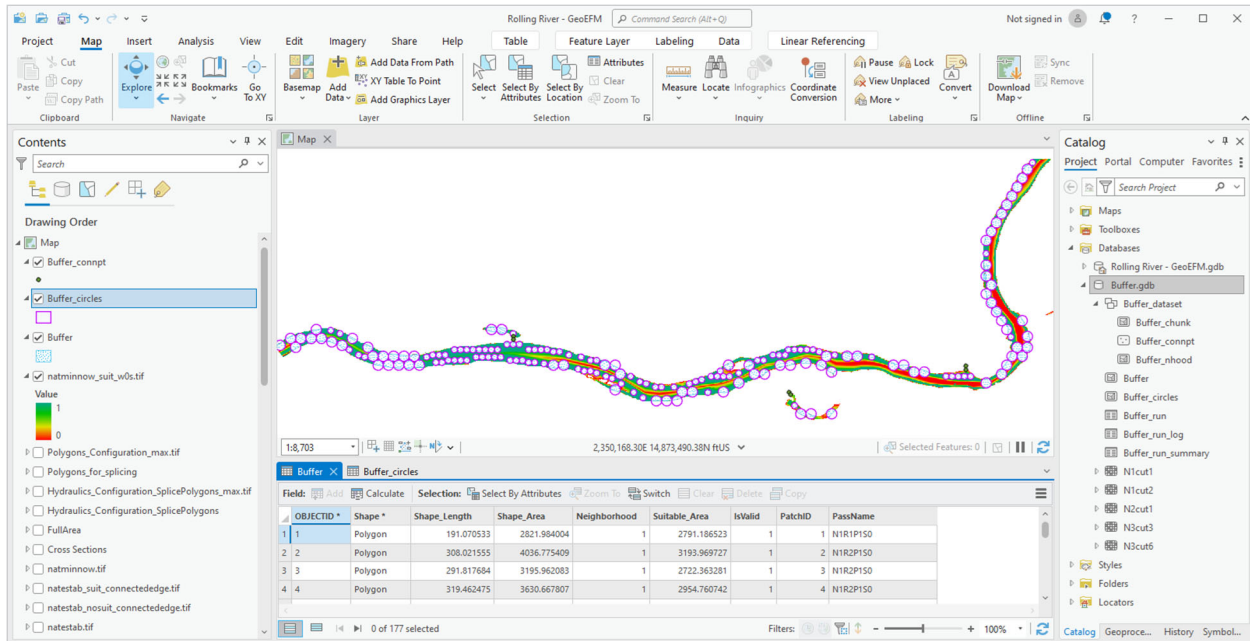 Rolling River - GeoEFM
Command Search (Alt+Q)
Not signed in
?
Project Map Insert Analysis View Edit Imagery Share Help Table Feature Layer Labeling Data Linear Referencing
Paste
Cut
Copy
Copy Path
Clipboard
Explore
Bookmarks
Go
To XY
Navigate
Basemap
Add
Data
Add Data From Path
XY Table To Point
Add Graphics Layer
Layer
Select
Select By
Attributes
Select By
Location
Attributes
Clear
Zoom To
Selection
Measure
Locate
Infographics
Coordinate
Conversion
Inquiry
Pause
Lock
View Unplaced
More
Convert
Labeling
Download
Map
Sync
Remove
Offline
Contents
Search
Drawing Order
Map
Buffer_connpt
Buffer_circles
Buffer
nateminnow_suit_w0s.tif
Value
1
0
Polygons_Configuration_max.tif
Polygons_for_splicing
Hydraulics_Configuration_SplicePolygons_max.tif
Hydraulics_Configuration_SplicePolygons
FullArea
Cross Sections
natminnow.tif
natestab_suit_connectededge.tif
natestab_nosuit_connectededge.tif
natestab.tif
Map
1:8,703
2,350,168.30E 14,873,490.38N ftUS
Selected Features: 0
Buffer
Buffer_circles
Field: Add Calculate Selection: Select By Attributes Zoom To Switch Clear Delete Copy
OBJECTID * Shape * Shape_Length Shape_Area Neighborhood Suitable_Area IsValid PatchID PassName
1 1 Polygon 191.070533 2821.984004 1 2791.186523 1 1 N1R1P1S0
2 2 Polygon 308.021555 4036.775409 1 3193.969727 1 2 N1R2P1S0
3 3 Polygon 291.817684 3195.962083 1 2722.363281 1 3 N1R2P1S0
4 4 Polygon 319.462475 3630.667807 1 2954.760742 1 4 N1R2P1S0
0 of 177 selected
Filters:
100%
Catalog
Project Portal Computer Favorites
Search Project
Maps
Toolboxes
Databases
Rolling River - GeoEFM.gdb
Buffer.gdb
Buffer_dataset
Buffer_chunk
Buffer_connpt
Buffer_nhood
Buffer
Buffer_circles
Buffer_run
Buffer_run_log
Buffer_run_summary
N1cut1
N1cut2
N2cut1
N3cut3
N3cut6
Styles
Folders
Locators
Catalog Geoproce... History Symbol...